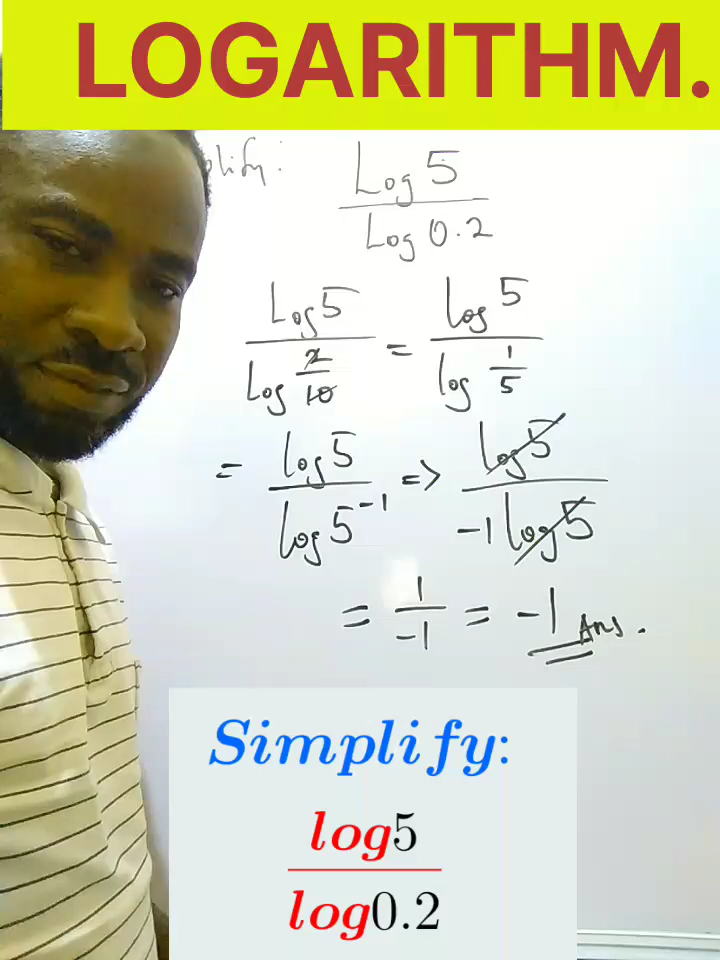 LOGARITHM.
plify:
Log 5
Log 0.2
Log 5 / Log 2/10 = Log 5 / Log 1/5
= log 5 / log 5^-1 => log 5 / -1 log 5
= 1/-1 = -1 Ans.
Simplify:
log5
log0.2